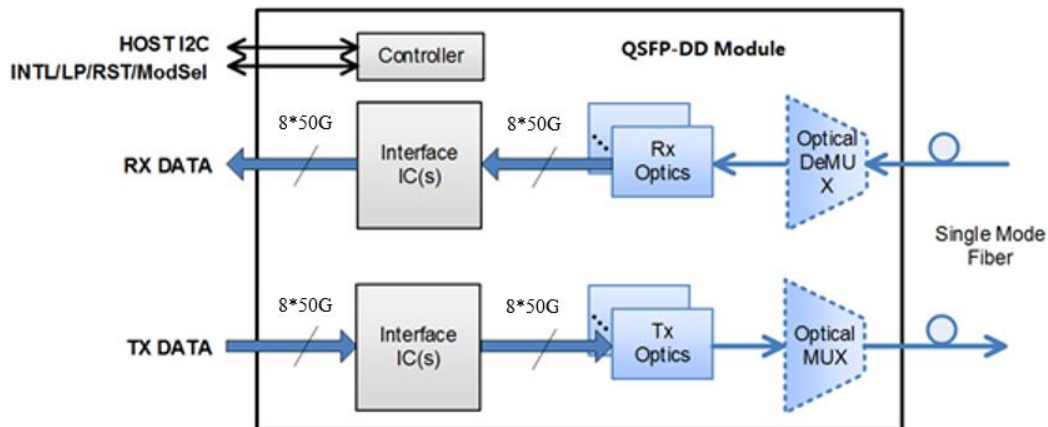 HOST I2C
INTL/LP/RST/ModSel
Controller
QSFP-DD Module
8*50G
8*50G
RX DATA
Interface
IC(s)
Rx
Optics
Optical
DeMU
X
Single Mode
Fiber
8*50G
8*50G
TX DATA
Interface
IC(s)
Tx
Optics
Optical
MUX